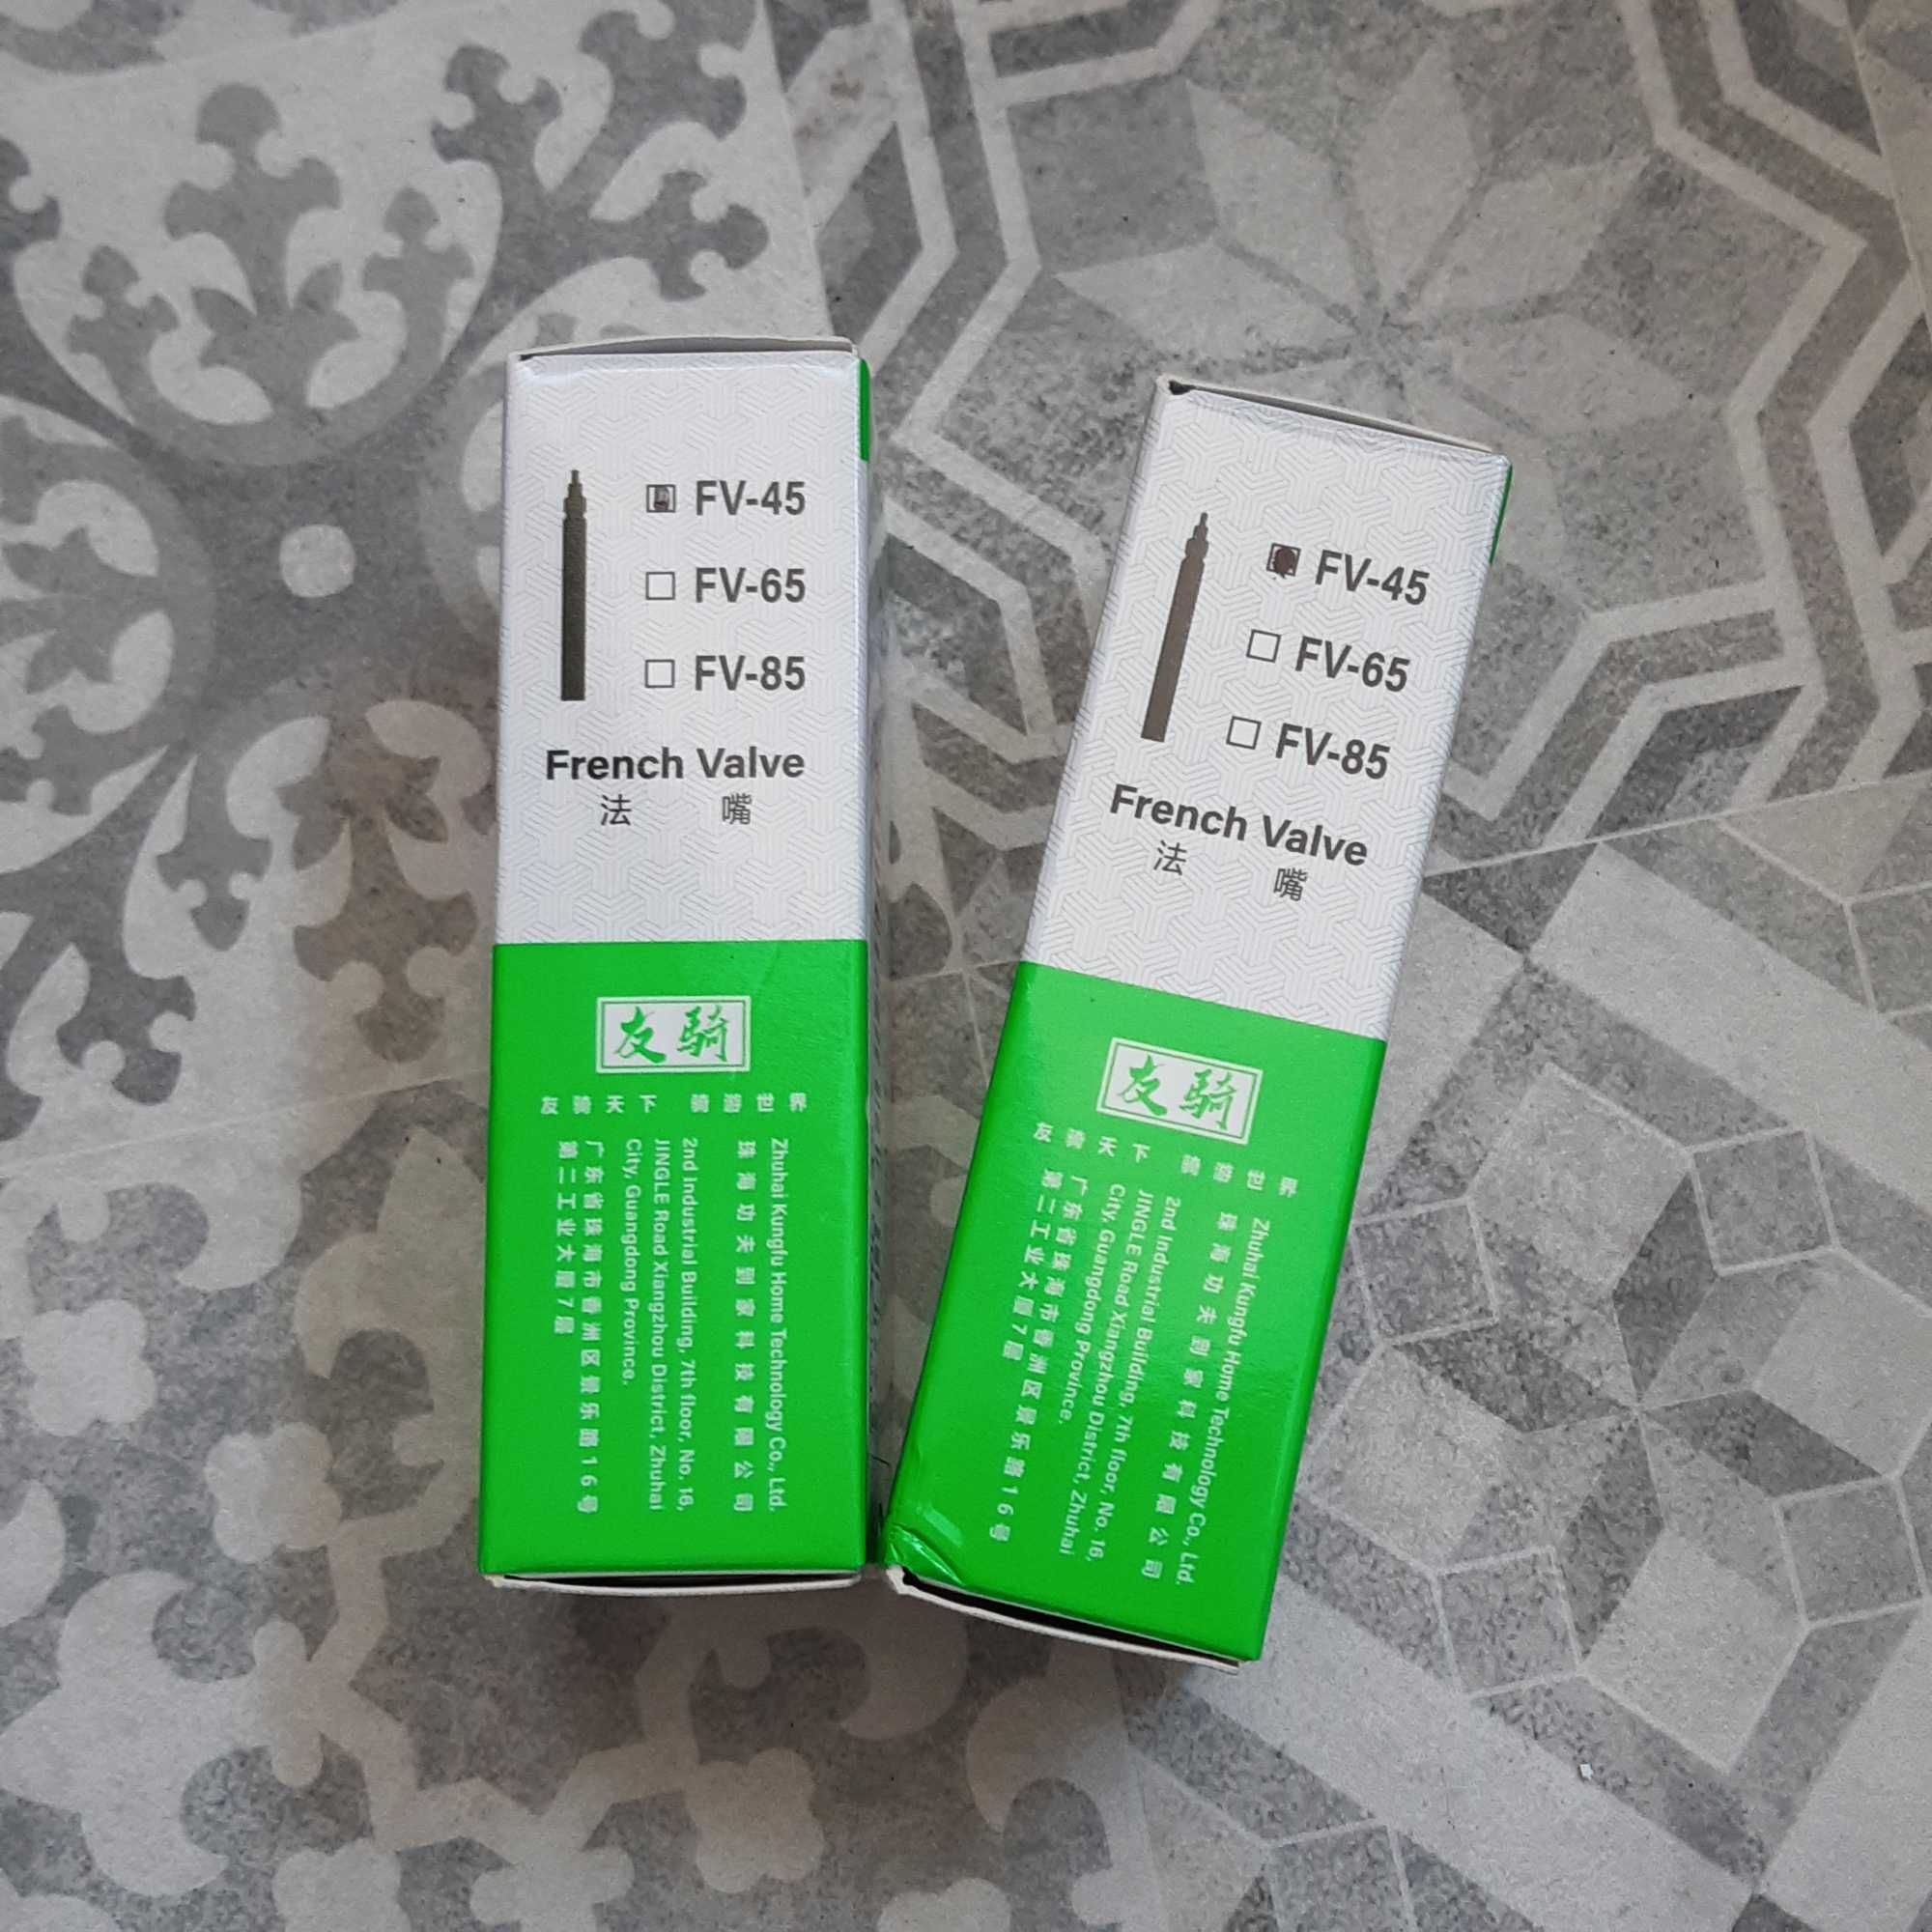 FV-45
FV-65
FV-85
French Valve
法 嘴
友騎
友骑天下 骑游世界
Zhuhai Kungfu Home Technology Co., Ltd.
珠海功夫到家科技有限公司
2nd Industrial Building, 7th floor, No. 16,
JINGLE Road Xiangzhou District, Zhuhai
City, Guangdong Province.
广东省珠海市香洲区景乐路16号
第二工业大厦7层
FV-45
FV-65
FV-85
French Valve
法 嘴
友騎
友骑天下 骑游世界
Zhuhai Kungfu Home Technology Co., Ltd.
珠海功夫到家科技有限公司
2nd Industrial Building, 7th floor, No. 16,
JINGLE Road Xiangzhou District, Zhuhai
City, Guangdong Province.
广东省珠海市香洲区景乐路16号
第二工业大厦7层